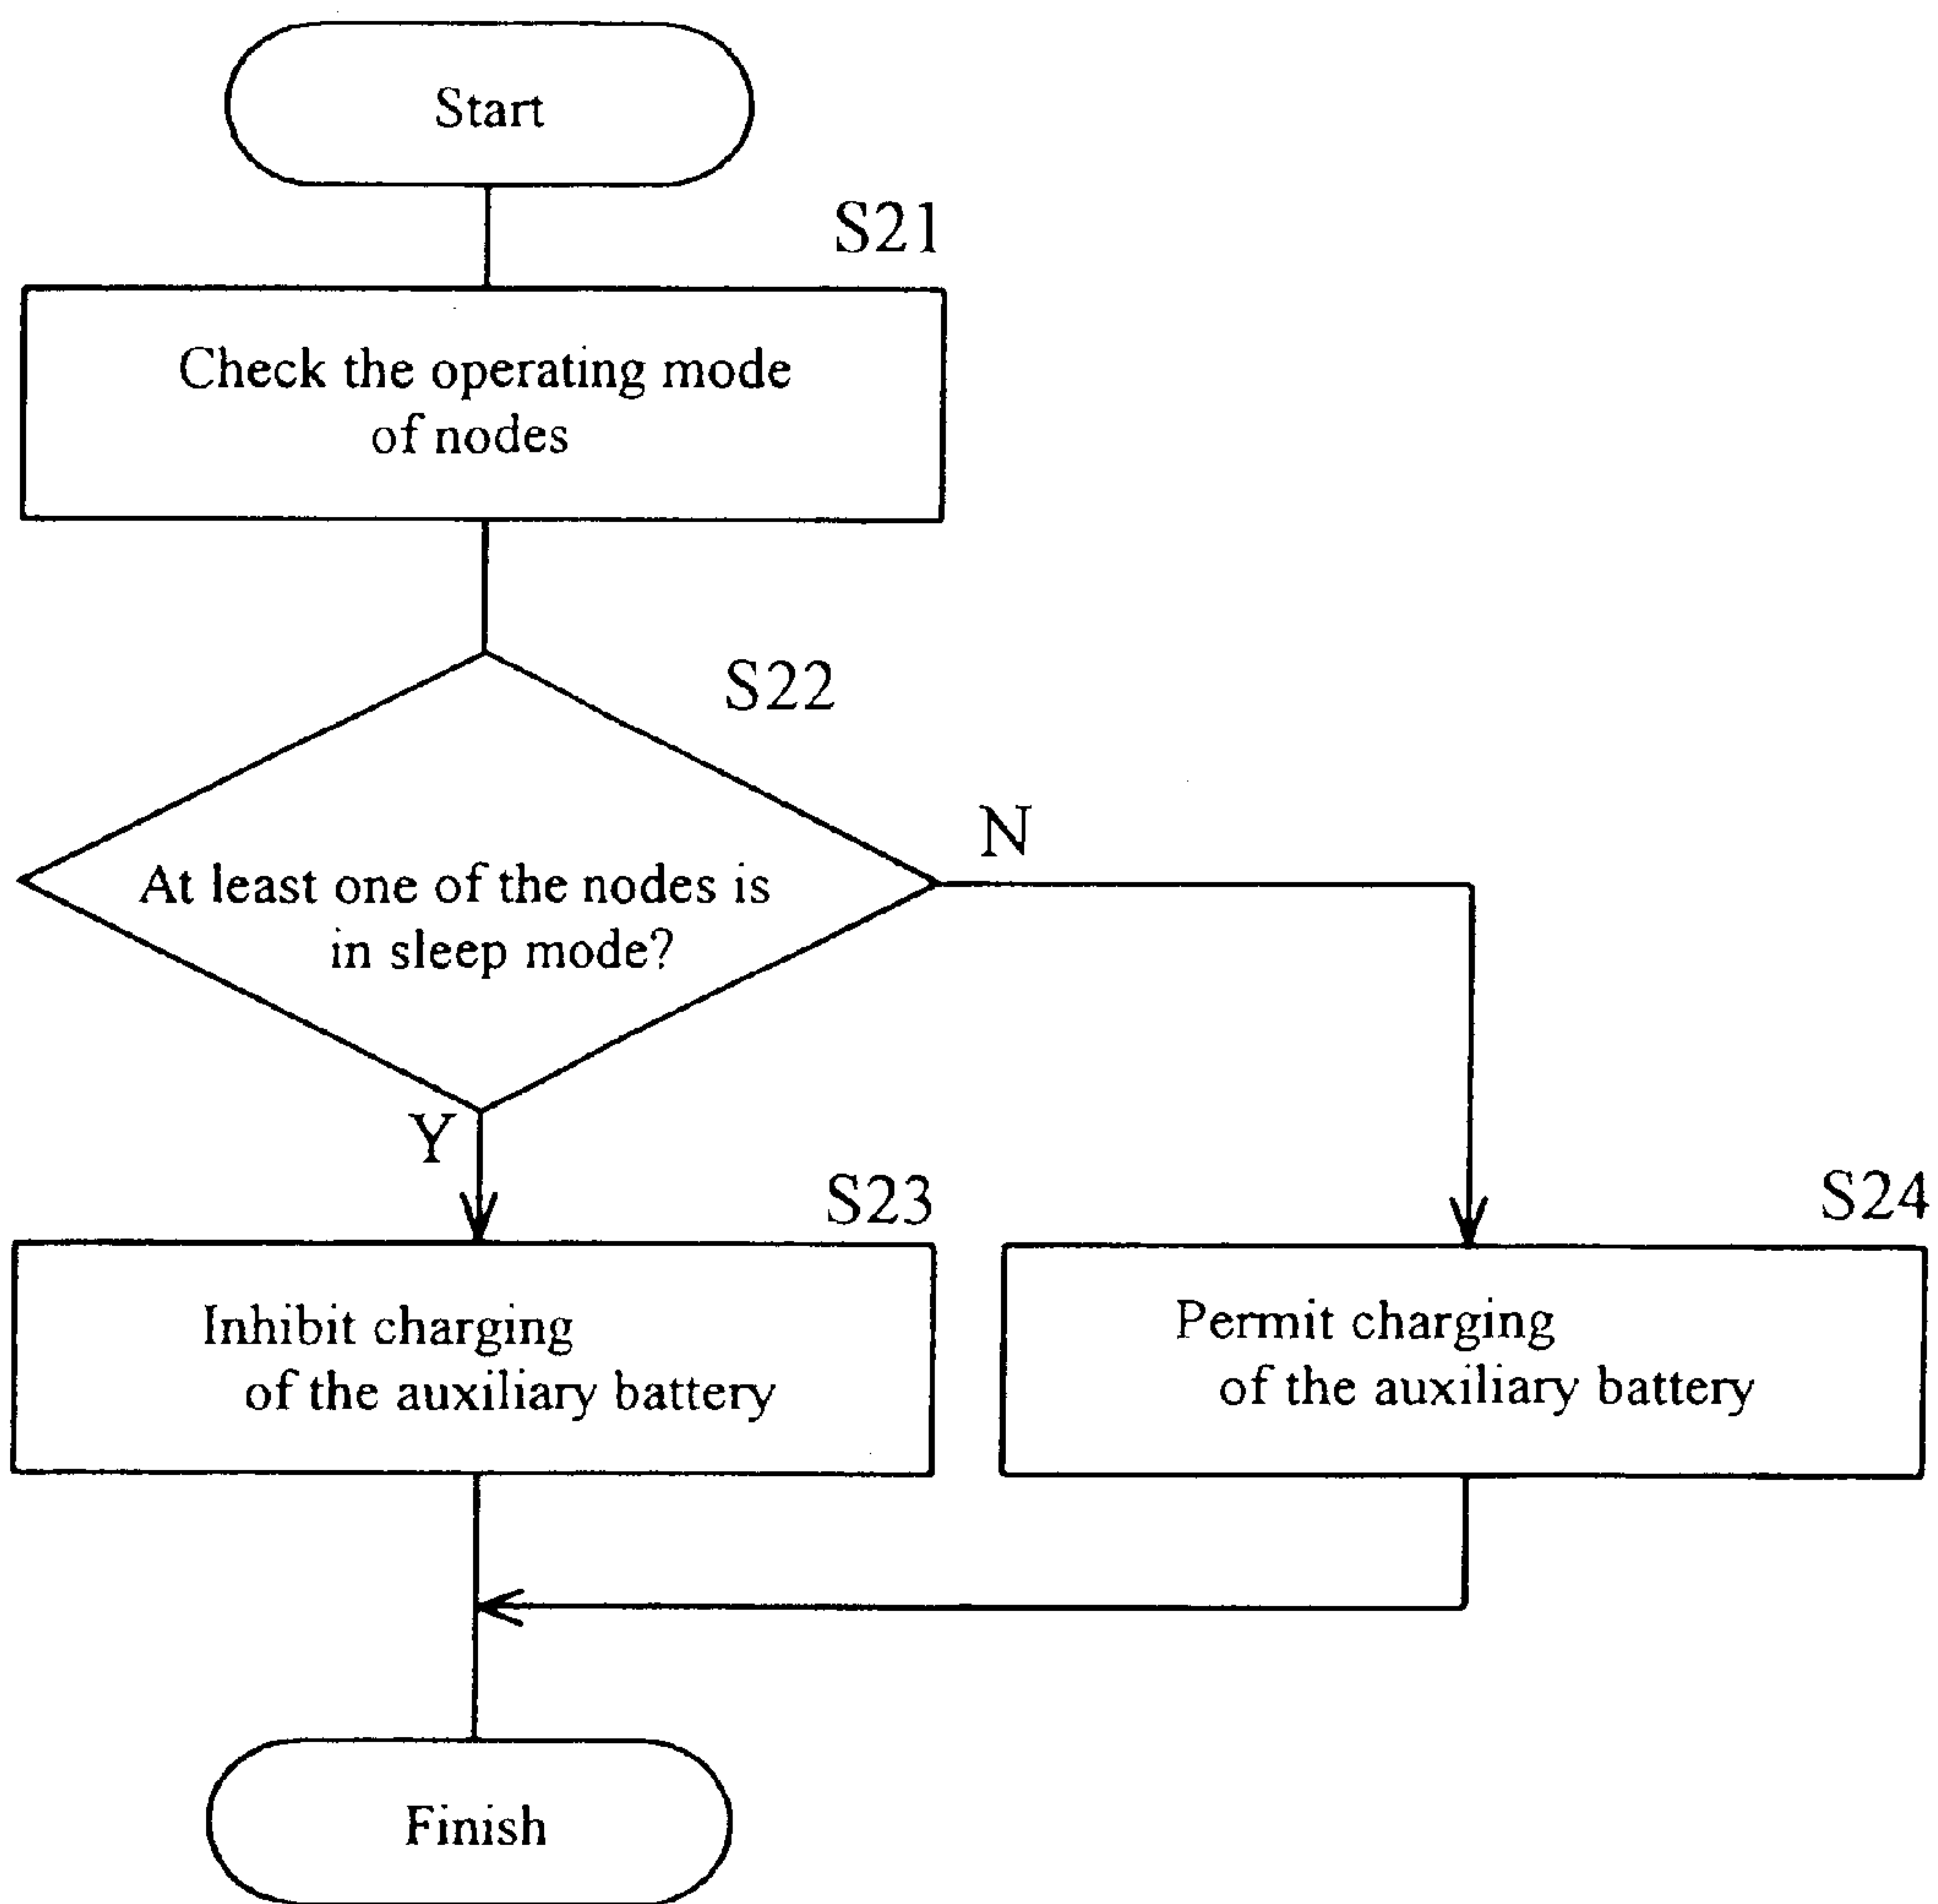 Start
S21
Check the operating mode
of nodes
S22
At least one of the nodes is
in sleep mode?
N
Y
S23
Inhibit charging
of the auxiliary battery
S24
Permit charging
of the auxiliary battery
Finish